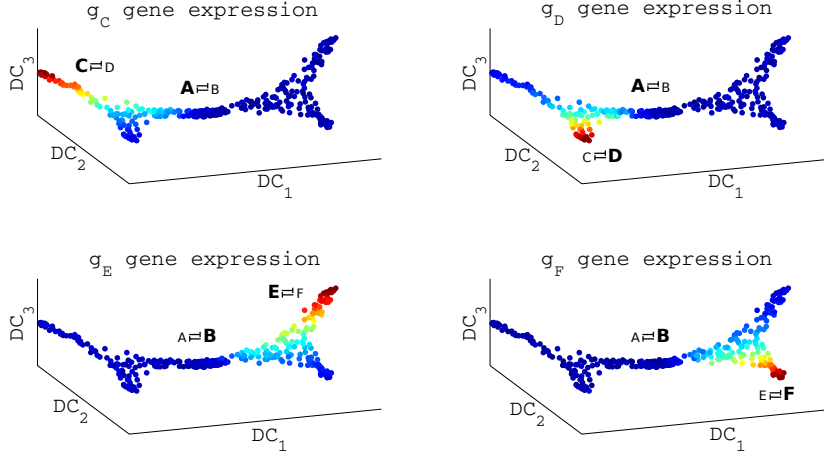 g_C gene expression
DC_3
C⇌D
A⇌B
DC_2
DC_1
g_D gene expression
DC_3
A⇌B
C⇌D
DC_2
DC_1
g_E gene expression
DC_3
E⇌F
A⇌B
DC_2
DC_1
g_F gene expression
DC_3
A⇌B
E⇌F
DC_2
DC_1